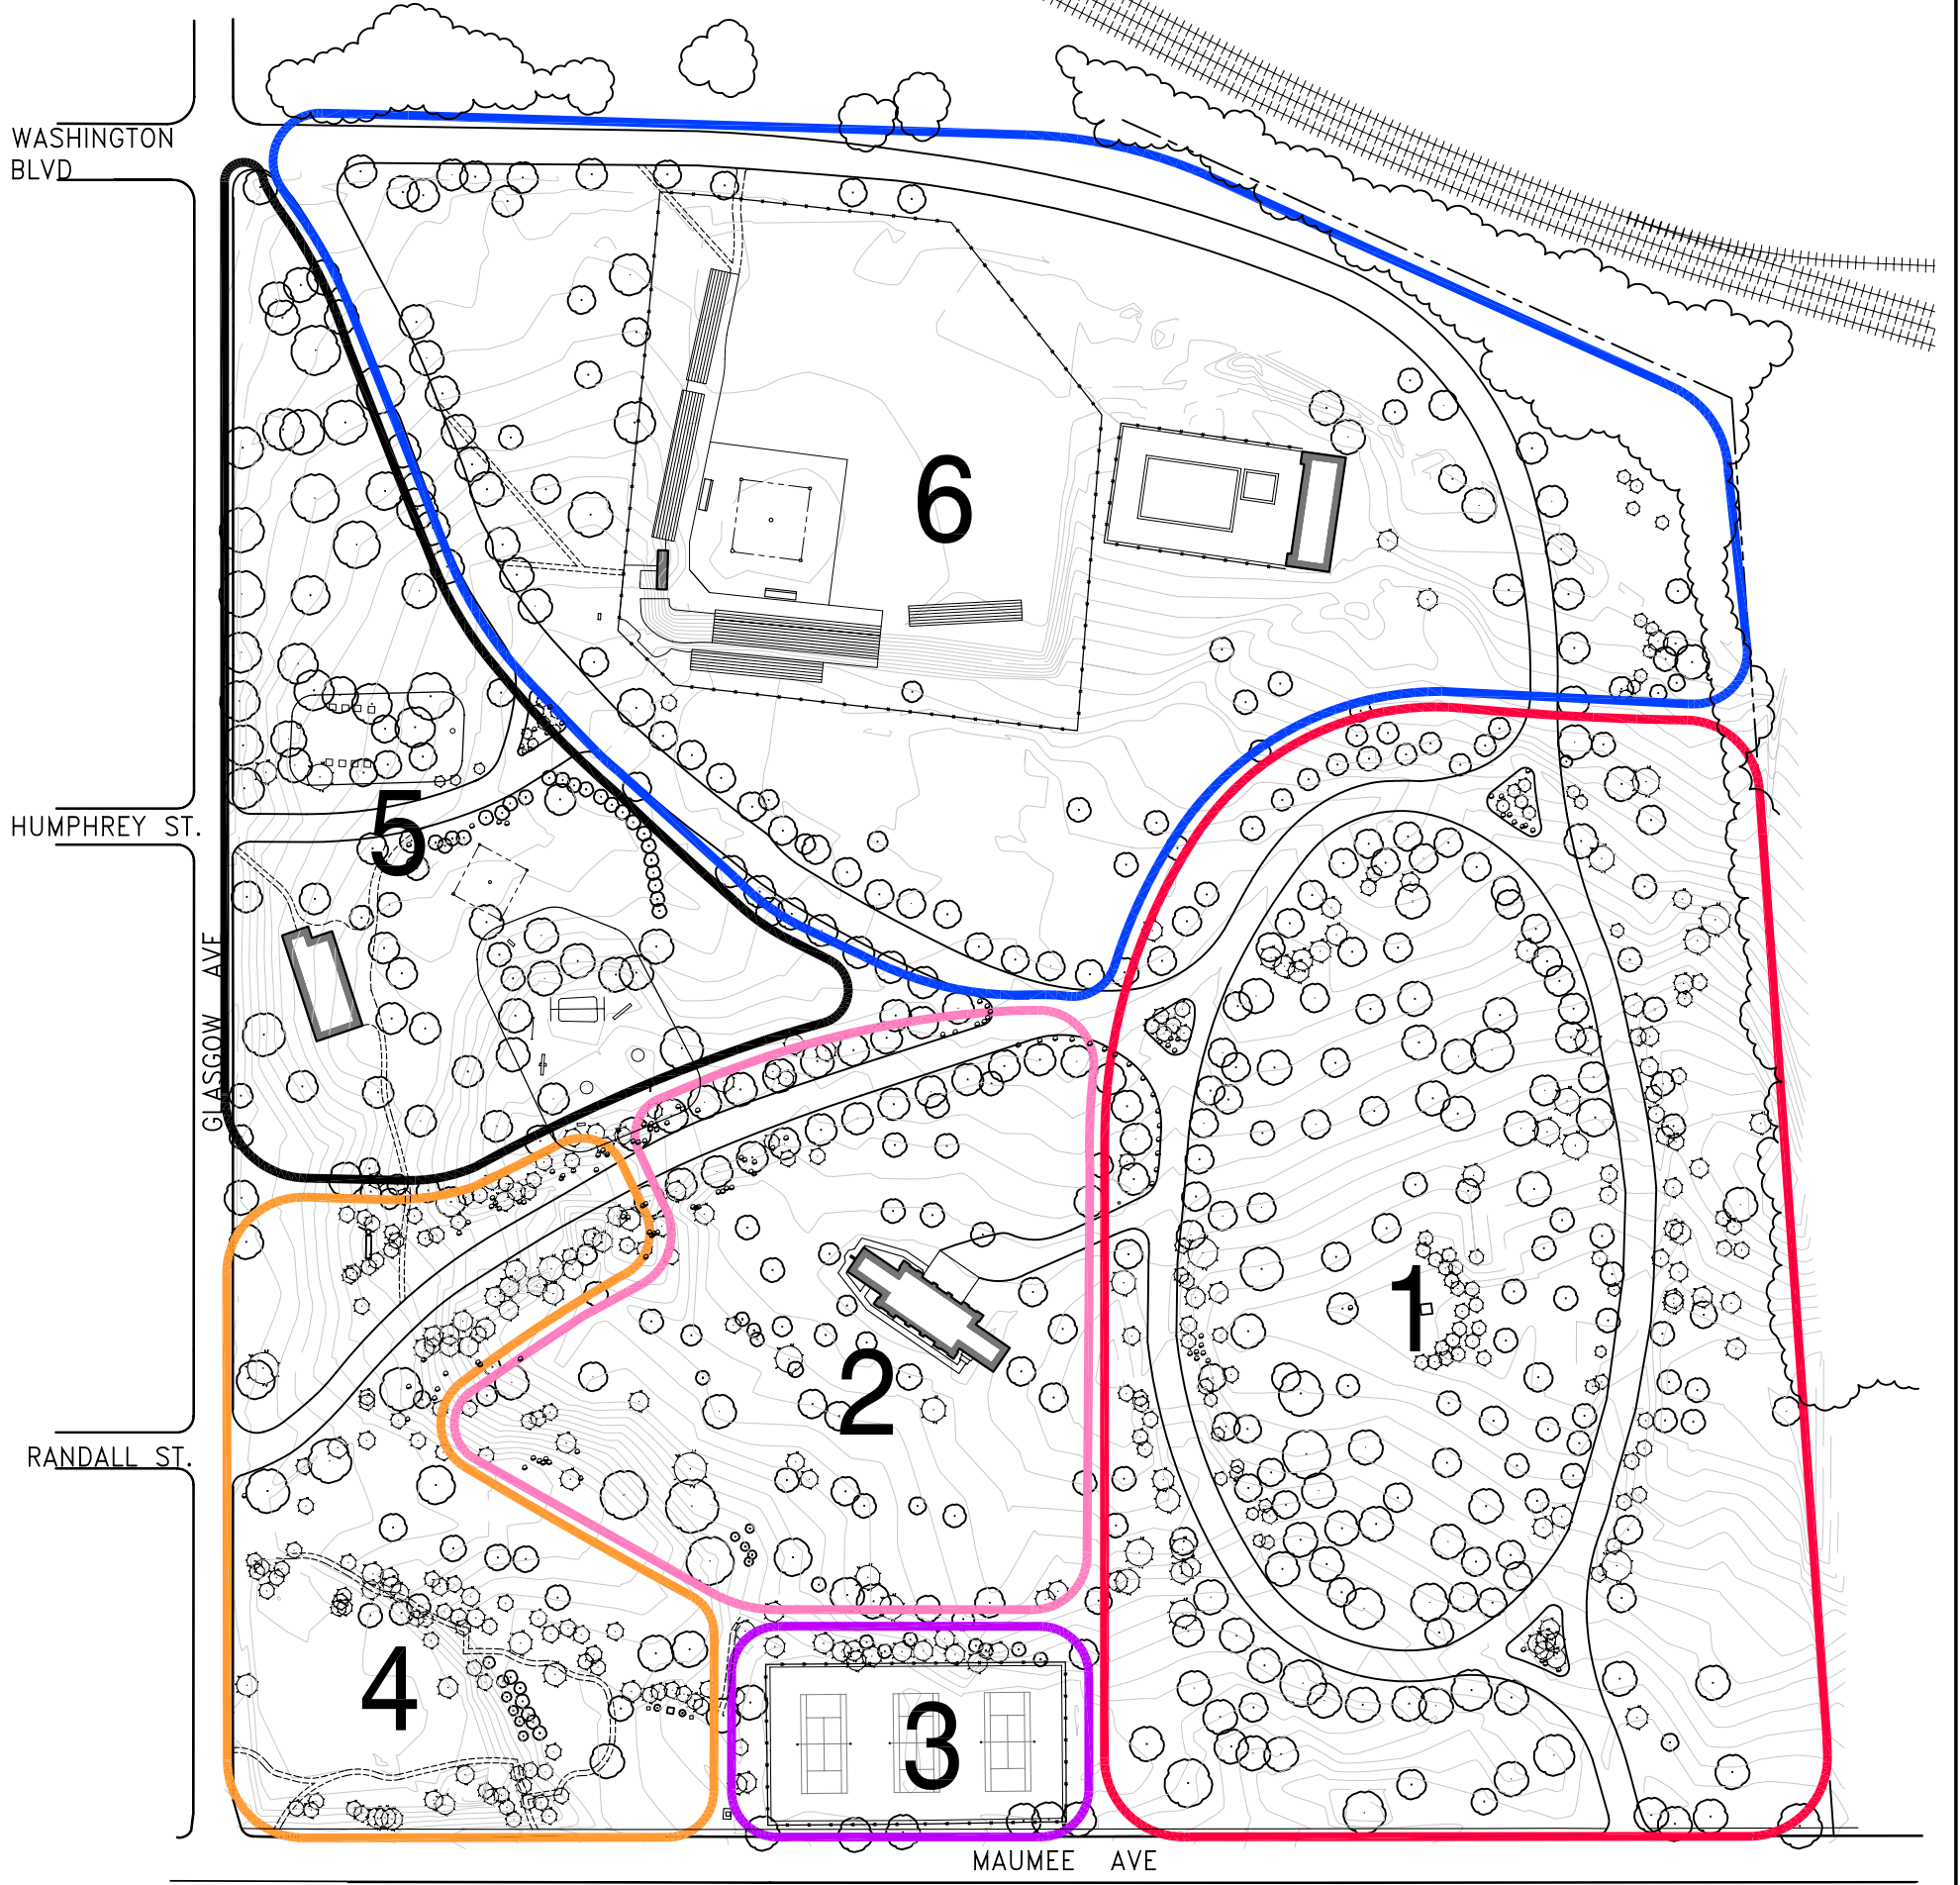 WASHINGTON
BLVD
6
HUMPHREY ST.
5
GLASGOW AVE
1
2
RANDALL ST.
4
3
MAUMEE AVE